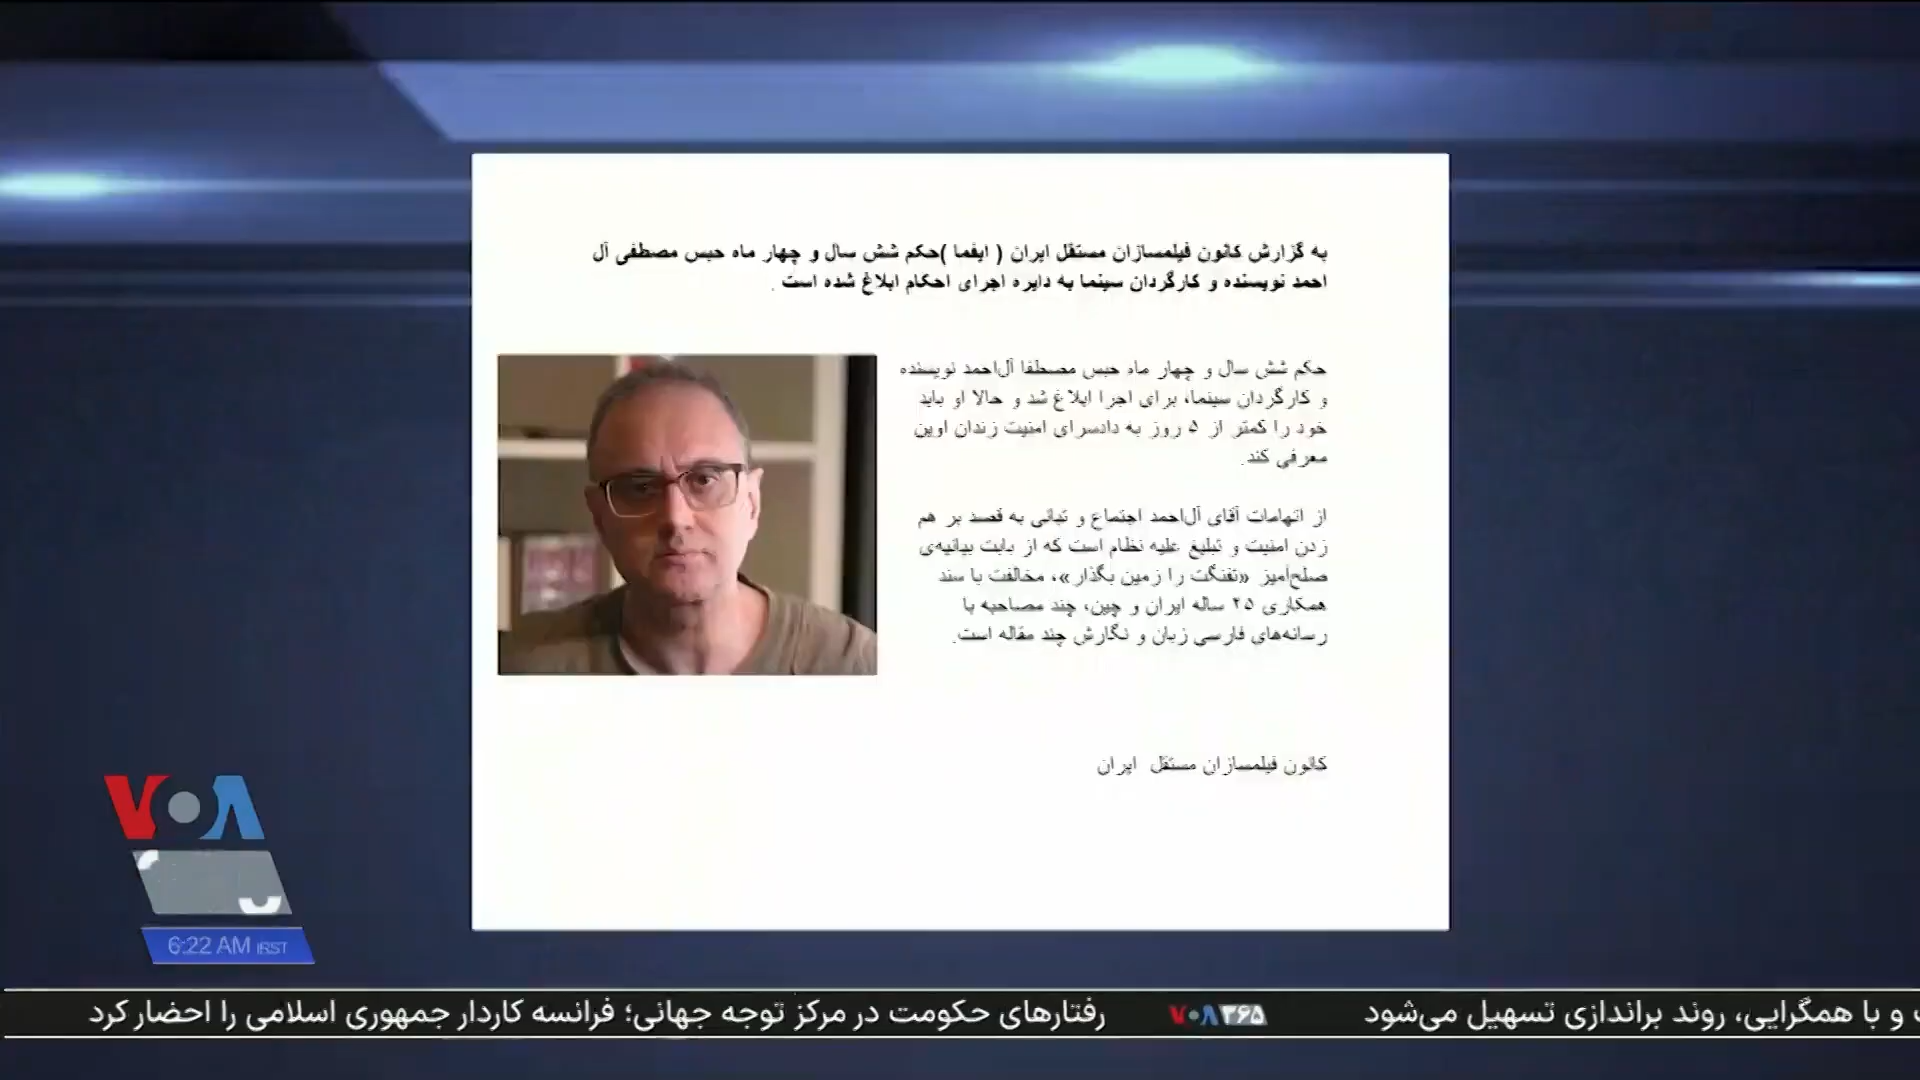 به گزارش کانون فیلمسازان مستقل ایران ( ایفما )حکم شش سال و چهار ماه حبس مصطفی آل
احمد نویسنده و کارگردان سینما به دایره اجرای احکام ابلاغ شده است .
حکم شش سال و چهار ماه حبس مصطفا آل‌احمد نویسنده
و کارگردان سینما، برای اجرا ابلاغ شد و حالا او باید
خود را کمتر از ۵ روز به دادسرای امنیت زندان اوین
معرفی کند.
از اتهامات آقای آل‌احمد اجتماع و تبانی به قصد بر هم
زدن امنیت و تبلیغ علیه نظام است که از بابت بیانیه‌ی
صلح‌آمیز «تفنگت را زمین بگذار»، مخالفت با سند
همکاری ۲۵ ساله ایران و چین، چند مصاحبه با
رسانه‌های فارسی زبان و نگارش چند مقاله است.
کانون فیلمسازان مستقل ایران
VOA
6:22 AM IRST
و با همگرایی، روند براندازی تسهیل می‌شود VOA۳۶۵ رفتارهای حکومت در مرکز توجه جهانی؛ فرانسه کاردار جمهوری اسلامی را احضار کرد